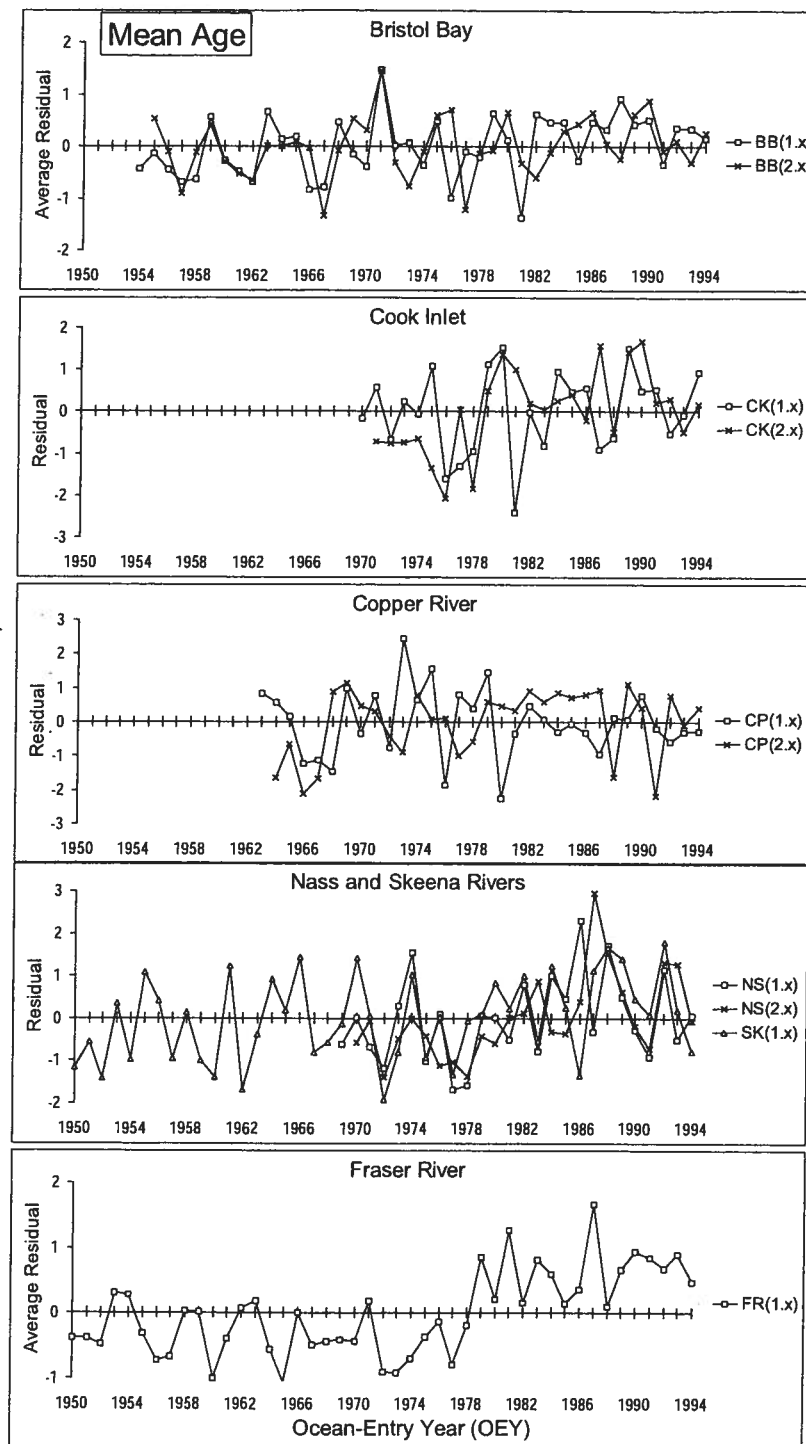 Mean Age
Bristol Bay
Average Residual
2
1
0
-1
-2
1950 1954 1958 1962 1966 1970 1974 1978 1982 1986 1990 1994
BB(1.x
BB(2.x
Cook Inlet
Residual
2
1
0
-1
-2
-3
1950 1954 1958 1962 1966 1970 1974 1978 1982 1986 1990 1994
CK(1.x)
CK(2.x)
Copper River
Residual
3
2
1
0
-1
-2
-3
1950 1954 1958 1962 1966 1970 1974 1978 1982 1986 1990 1994
CP(1.x)
CP(2.x)
Nass and Skeena Rivers
Residual
3
2
1
0
-1
-2
1950 1954 1958 1962 1966 1970 1974 1978 1982 1986 1990 1994
NS(1.x)
NS(2.x)
SK(1.x)
Fraser River
Average Residual
2
1
0
-1
1950 1954 1958 1962 1966 1970 1974 1978 1982 1986 1990 1994
FR(1.x)
Ocean-Entry Year (OEY)